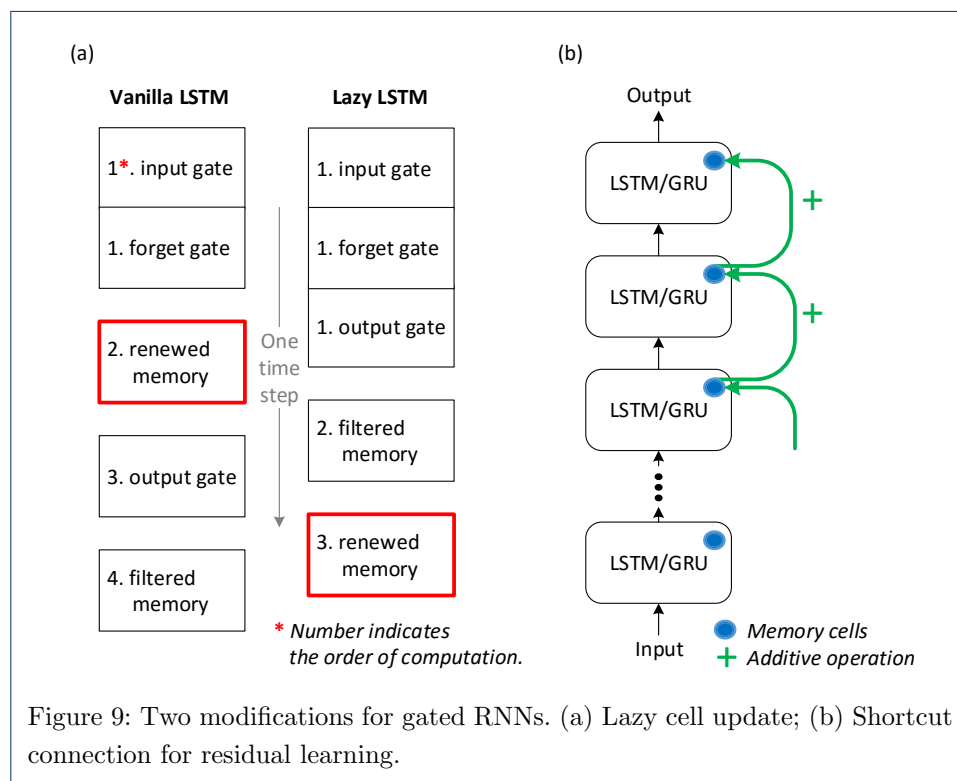 (a)
Vanilla LSTM
1*. input gate
1. forget gate
2. renewed
memory
3. output gate
4. filtered
memory
One
time
step
Lazy LSTM
1. input gate
1. forget gate
1. output gate
2. filtered
memory
3. renewed
memory
* Number indicates
the order of computation.
(b)
Output
LSTM/GRU
+
LSTM/GRU
+
LSTM/GRU
LSTM/GRU
Input
Memory cells
+ Additive operation
Figure 9: Two modifications for gated RNNs. (a) Lazy cell update; (b) Shortcut
connection for residual learning.